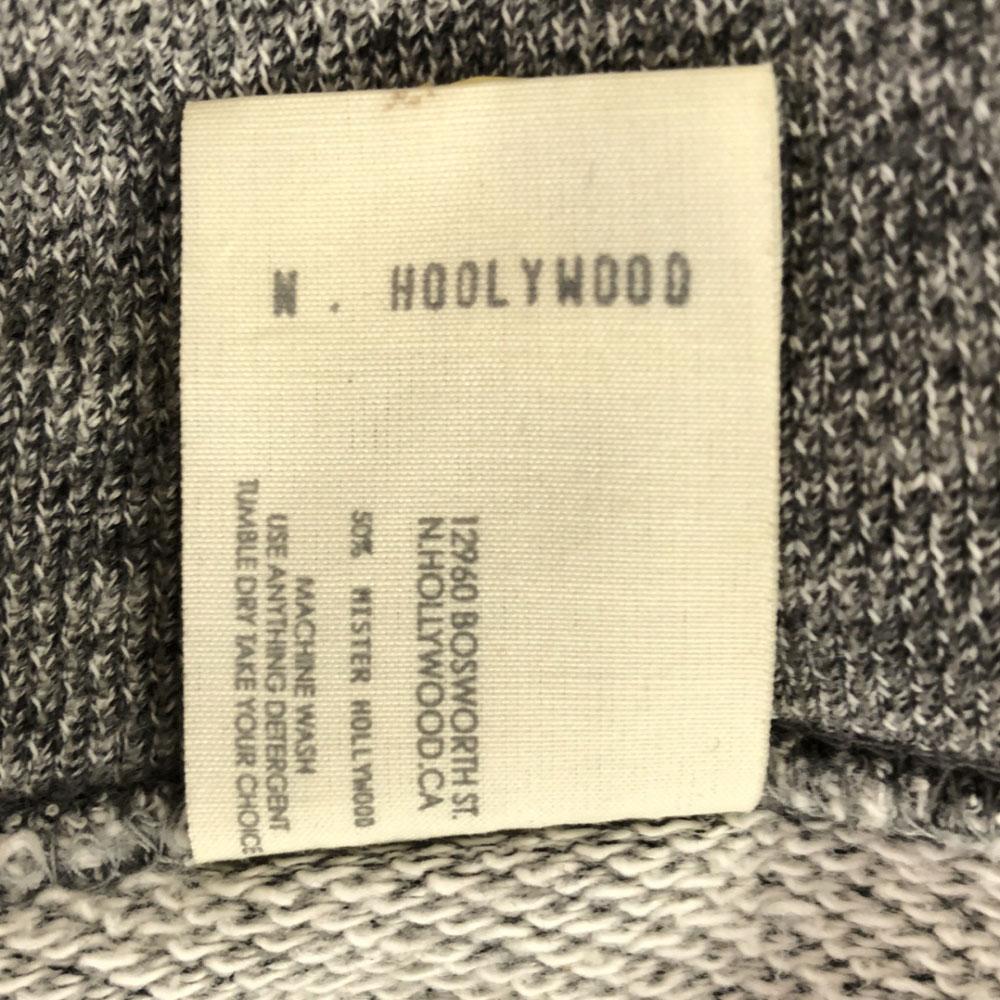 N. HOOLYWOOD
12960 BOSWORTH ST.
N.HOLLYWOOD.CA
50% MISTER HOLLYWOOD
MACHINE WASH
USE ANYTHING DETERGENT
TUMBLE DRY TAKE YOUR CHOICE